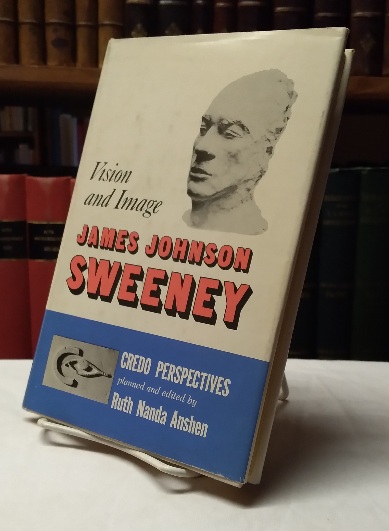 Vision
and Image
JAMES JOHNSON
SWEENEY
CREDO PERSPECTIVES
planned and edited by
Ruth Nanda Anshen